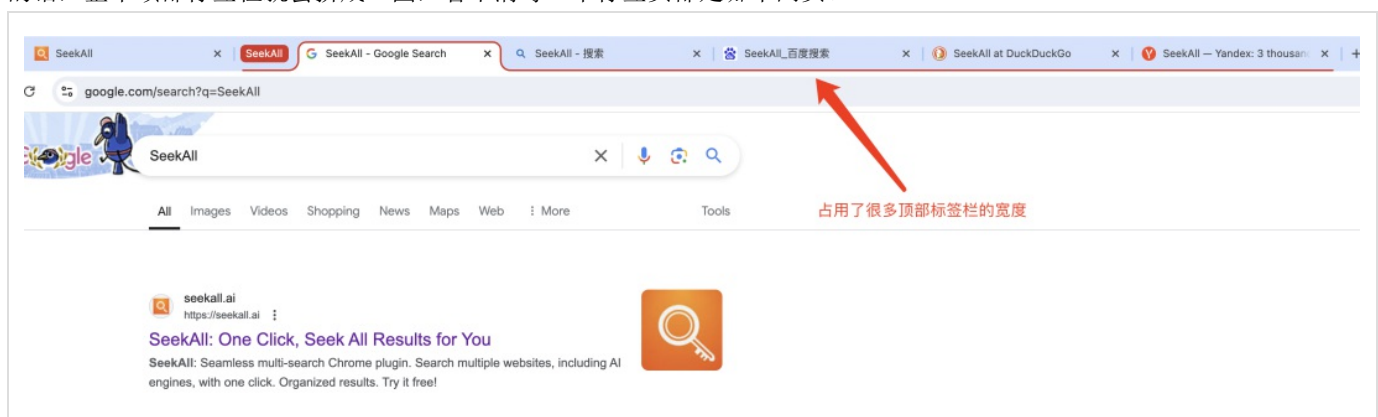 SeekAll
SeekAll
SeekAll - Google Search
SeekAll - 搜索
SeekAll_百度搜索
SeekAll at DuckDuckGo
SeekAll — Yandex: 3 thousan
google.com/search?q=SeekAll
SeekAll
占用了很多顶部标签栏的宽度
All Images Videos Shopping News Maps Web More Tools
seekall.ai
https://seekall.ai
SeekAll: One Click, Seek All Results for You
SeekAll: Seamless multi-search Chrome plugin. Search multiple websites, including AI
engines, with one click. Organized results. Try it free!